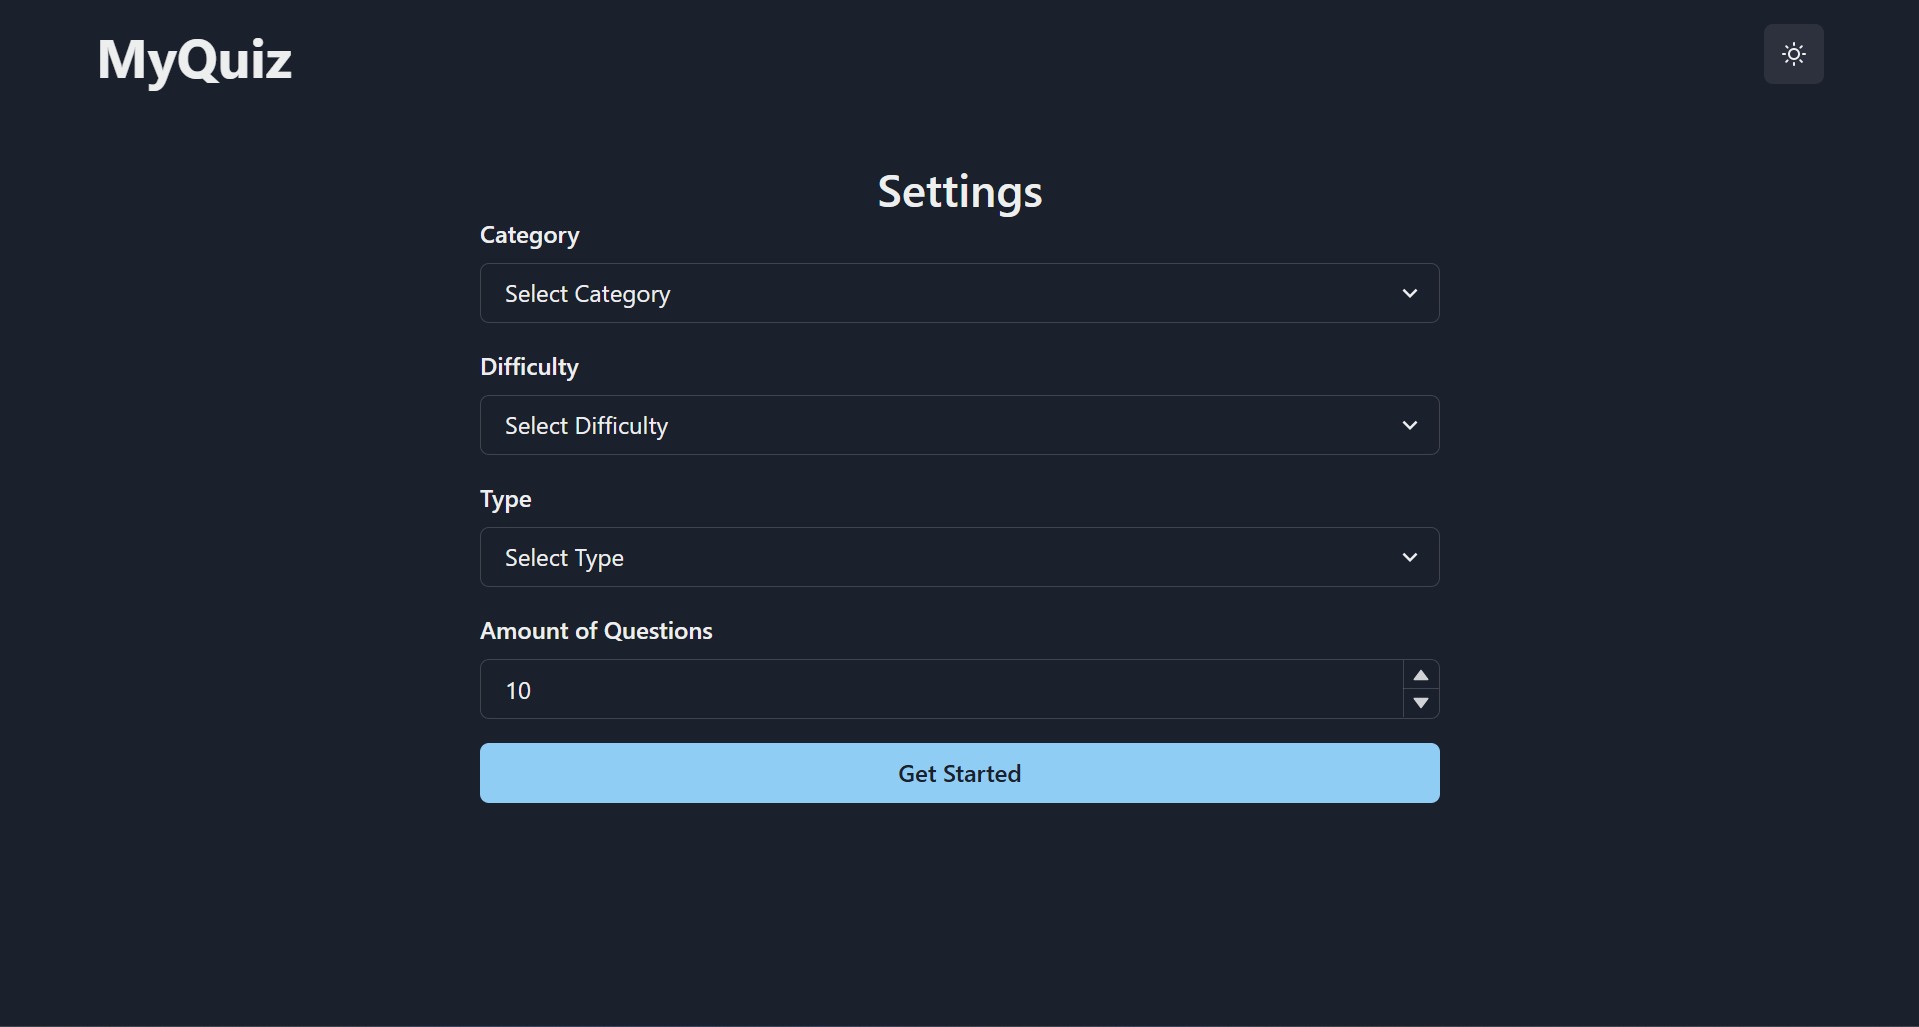 MyQuiz
Settings
Category
Select Category
Difficulty
Select Difficulty
Type
Select Type
Amount of Questions
10
Get Started